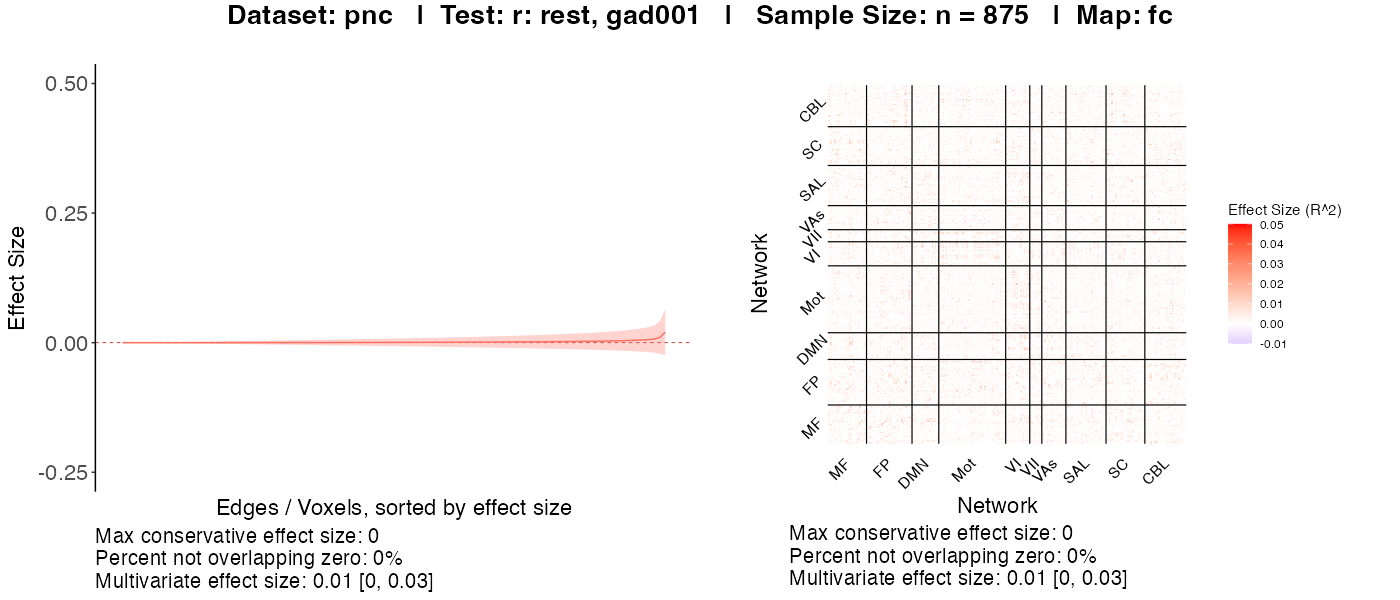 Dataset: pnc | Test: r: rest, gad001 | Sample Size: n = 875 | Map: fc
0.50
0.25
0.00
-0.25
Effect Size
Edges / Voxels, sorted by effect size
Max conservative effect size: 0
Percent not overlapping zero: 0%
Multivariate effect size: 0.01 [0, 0.03]
Network
CBL
SC
SAL
VAs
VII
VI
Mot
DMN
FP
MF
MF
FP
DMN
Mot
VI
VII
VAs
SAL
SC
CBL
Network
Max conservative effect size: 0
Percent not overlapping zero: 0%
Multivariate effect size: 0.01 [0, 0.03]
Effect Size (R^2)
0.05
0.04
0.03
0.02
0.01
0.00
-0.01